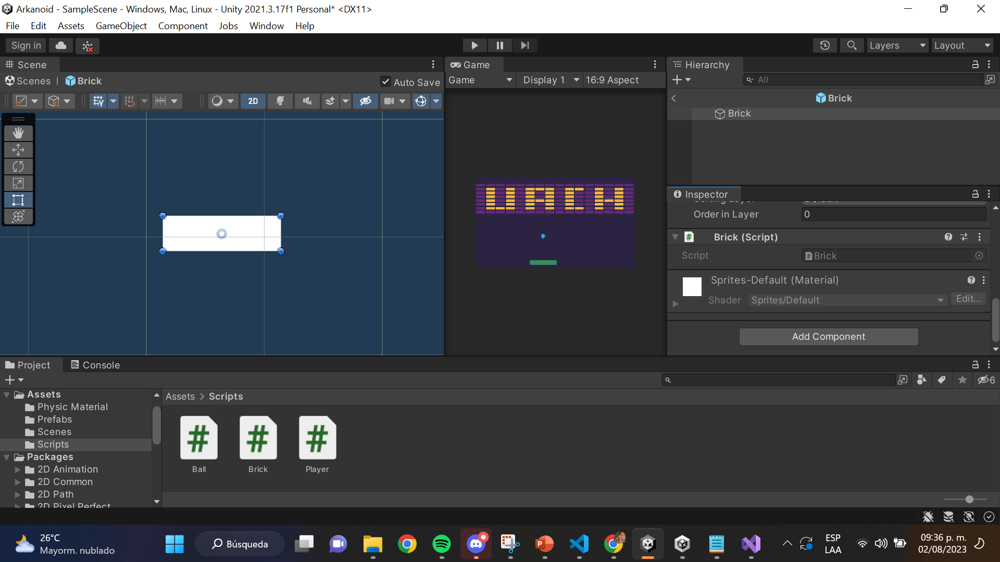 Arkanoid - SampleScene - Windows, Mac, Linux - Unity 2021.3.17f1 Personal* <DX11>
File Edit Assets GameObject Component Jobs Window Help
Sign in
Layers
Layout
Scene
Game
Hierarchy
Scenes | Brick
Auto Save
Game
Display 1
16:9 Aspect
All
2D
Brick
Brick
UACH
Inspector
Order in Layer
0
Brick (Script)
Script
Brick
Sprites-Default (Material)
Shader
Sprites/Default
Edit...
Add Component
Project
Console
6
Assets
Physic Material
Prefabs
Scenes
Scripts
Packages
2D Animation
2D Common
2D Path
2D Pixel Perfect
Assets > Scripts
Ball
Brick
Player
26°C
Mayorm. nublado
Búsqueda
ESP
LAA
09:36 p. m.
02/08/2023